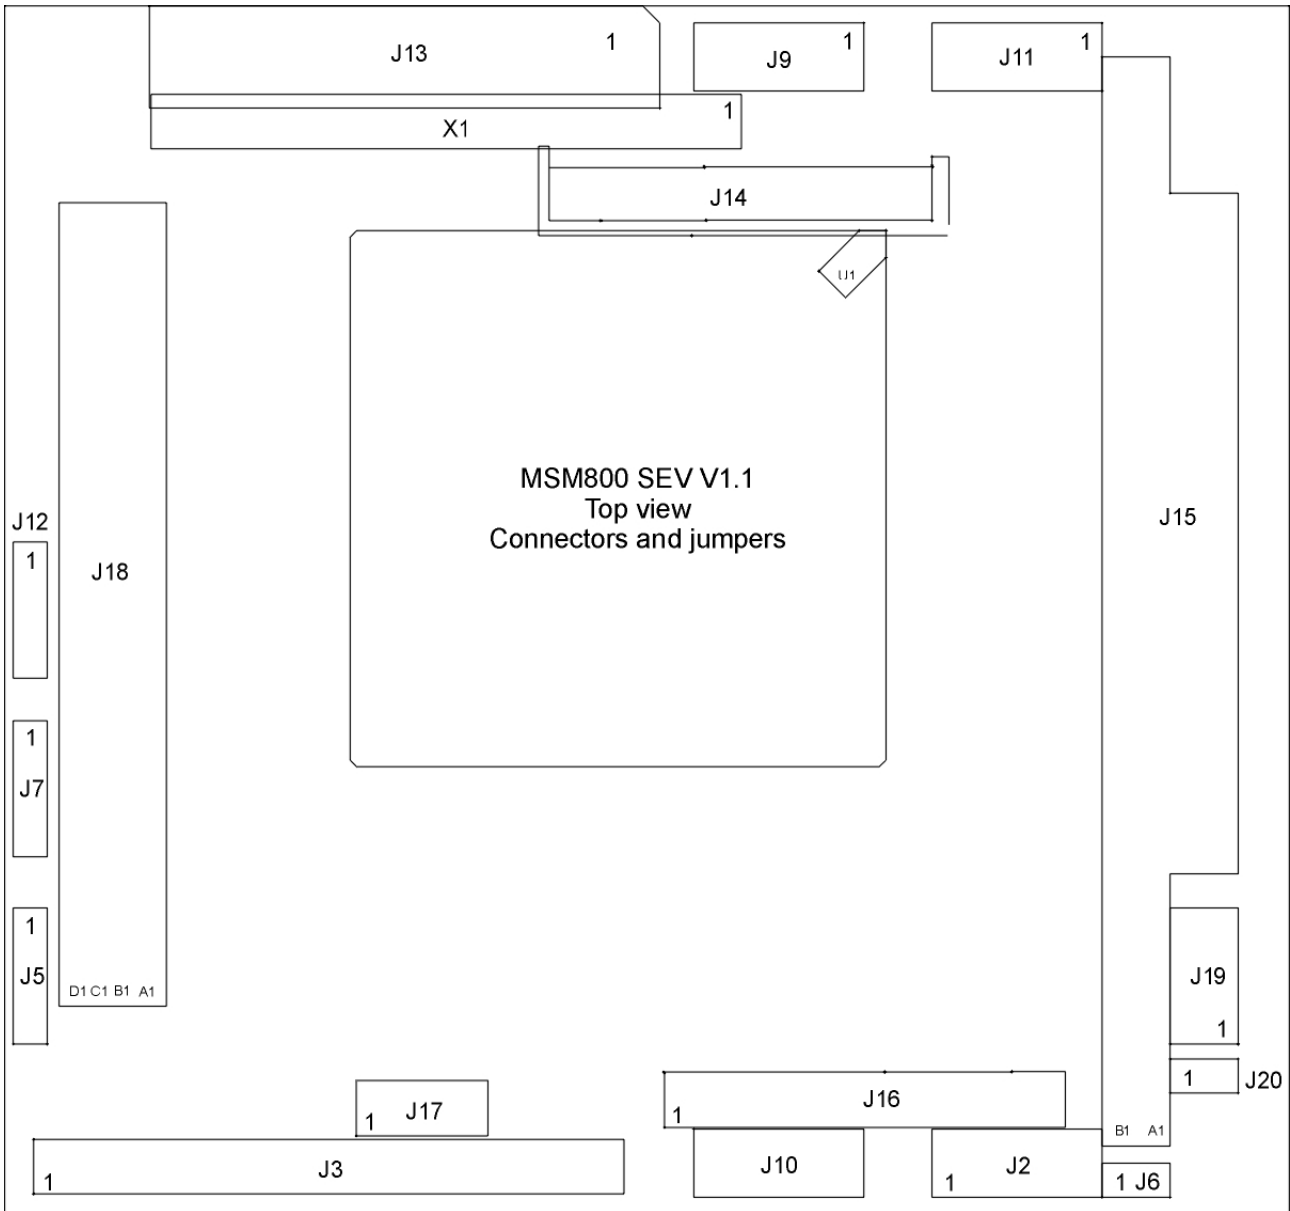 J13 1
J9 1
J11 1
X1 1
J14
U1
MSM800 SEV V1.1
Top view
Connectors and jumpers
J15
J12
1
J18
1
J7
1
J5
D1 C1 B1 A1
J19
1
1 J20
J17
1
J16
1
B1 A1
J3
1
J10
J2
1
1 J6